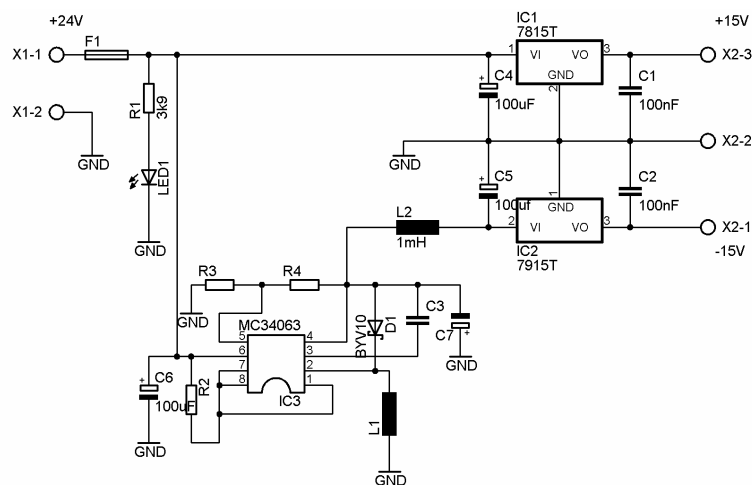 +24V
F1
X1-1
X1-2
GND
R1
3k9
LED1
GND
IC1
7815T
+15V
1
VI
VO
3
X2-3
GND
2
C4
100uF
C1
100nF
GND
X2-2
C5
100uf
C2
100nF
1
GND
L2
1mH
2
VI
VO
3
X2-1
IC2
7915T
-15V
R3
R4
GND
MC34063
5
4
6
3
7
2
8
1
IC3
BYV10
D1
C3
C7
GND
C6
100uF
R2
GND
L1
GND